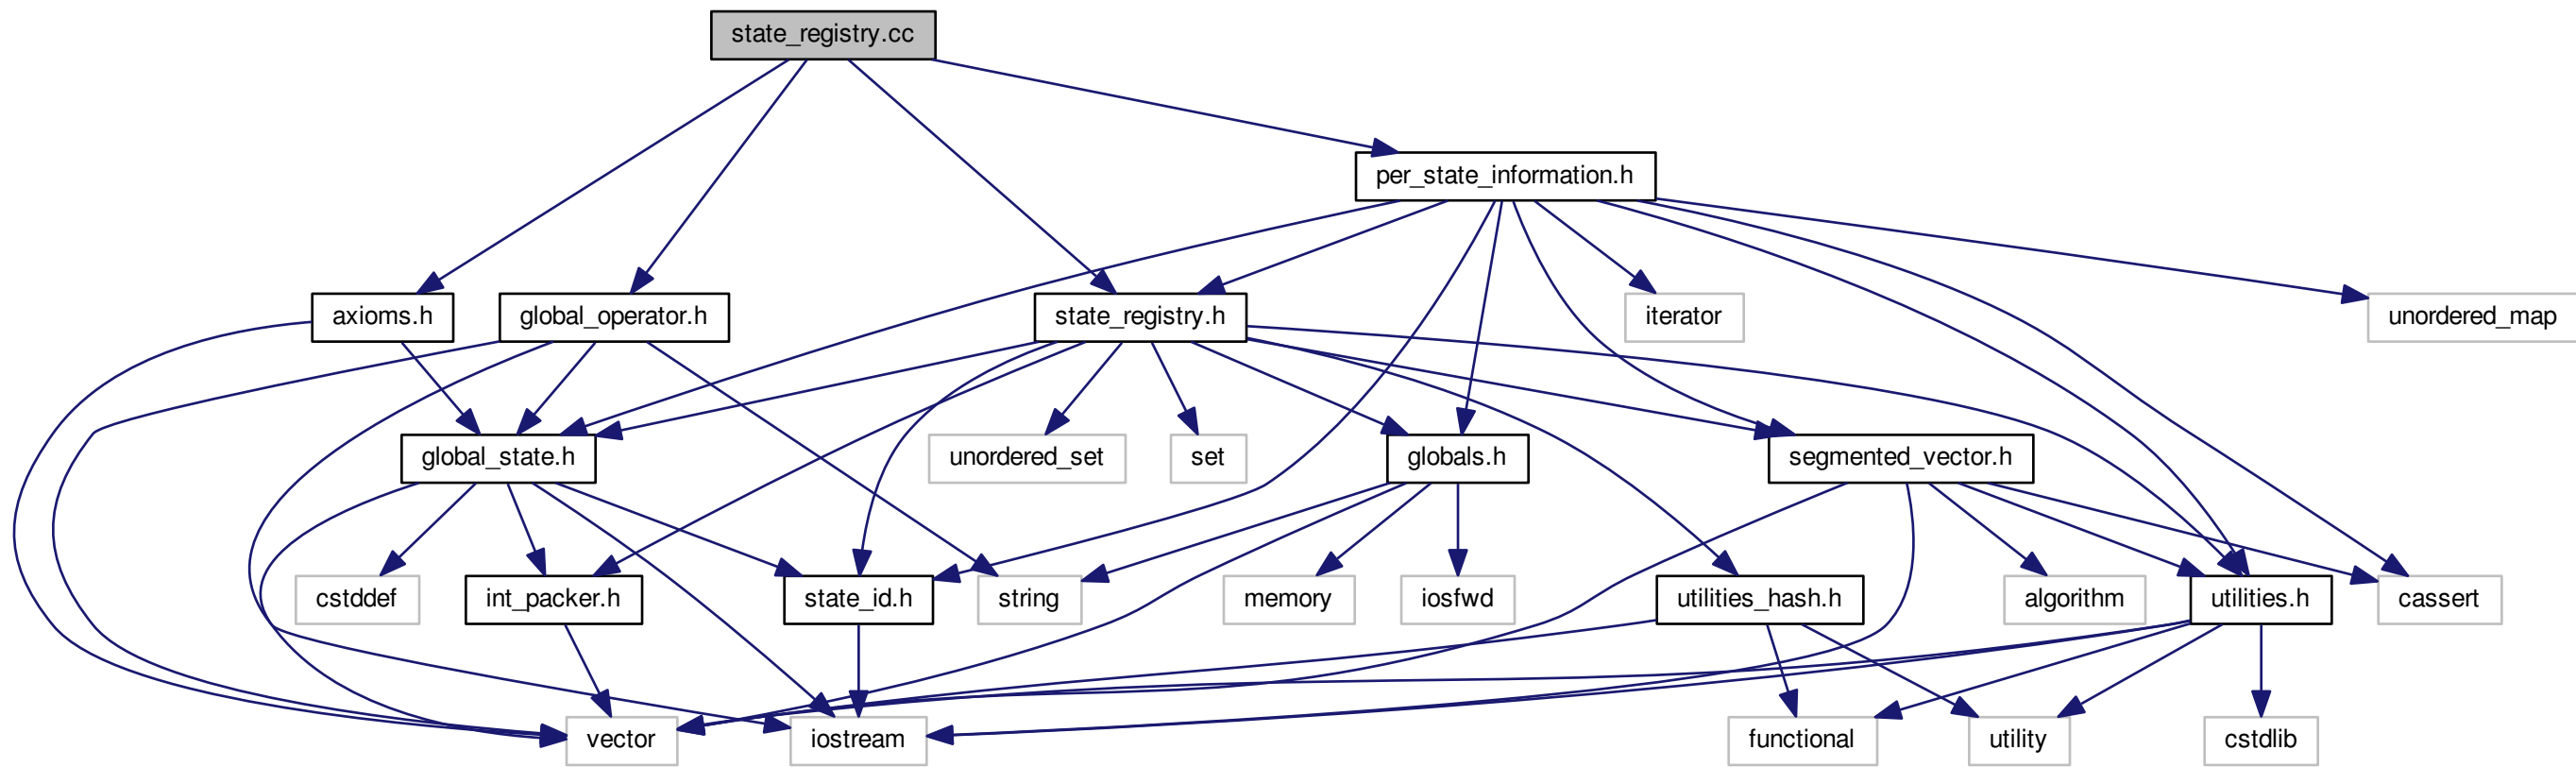 state_registry.cc
per_state_information.h
axioms.h
global_operator.h
state_registry.h
iterator
unordered_map
global_state.h
unordered_set
set
globals.h
segmented_vector.h
cstddef
int_packer.h
state_id.h
string
memory
iosfwd
utilities_hash.h
algorithm
utilities.h
cassert
vector
iostream
functional
utility
cstdlib